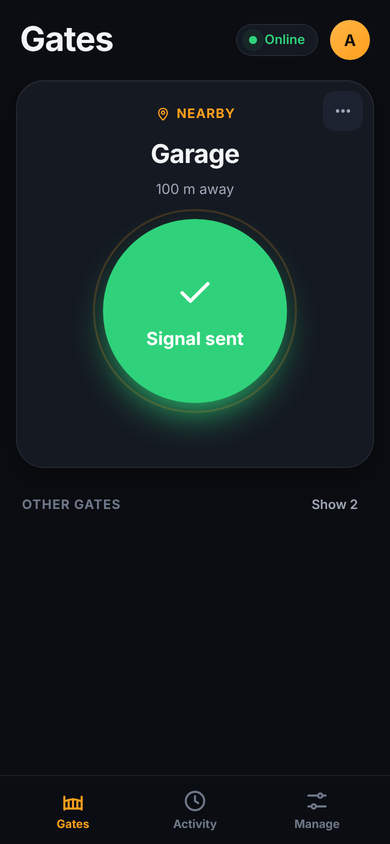 Gates
Online
A
NEARBY
Garage
100 m away
Signal sent
OTHER GATES
Show 2
Gates
Activity
Manage